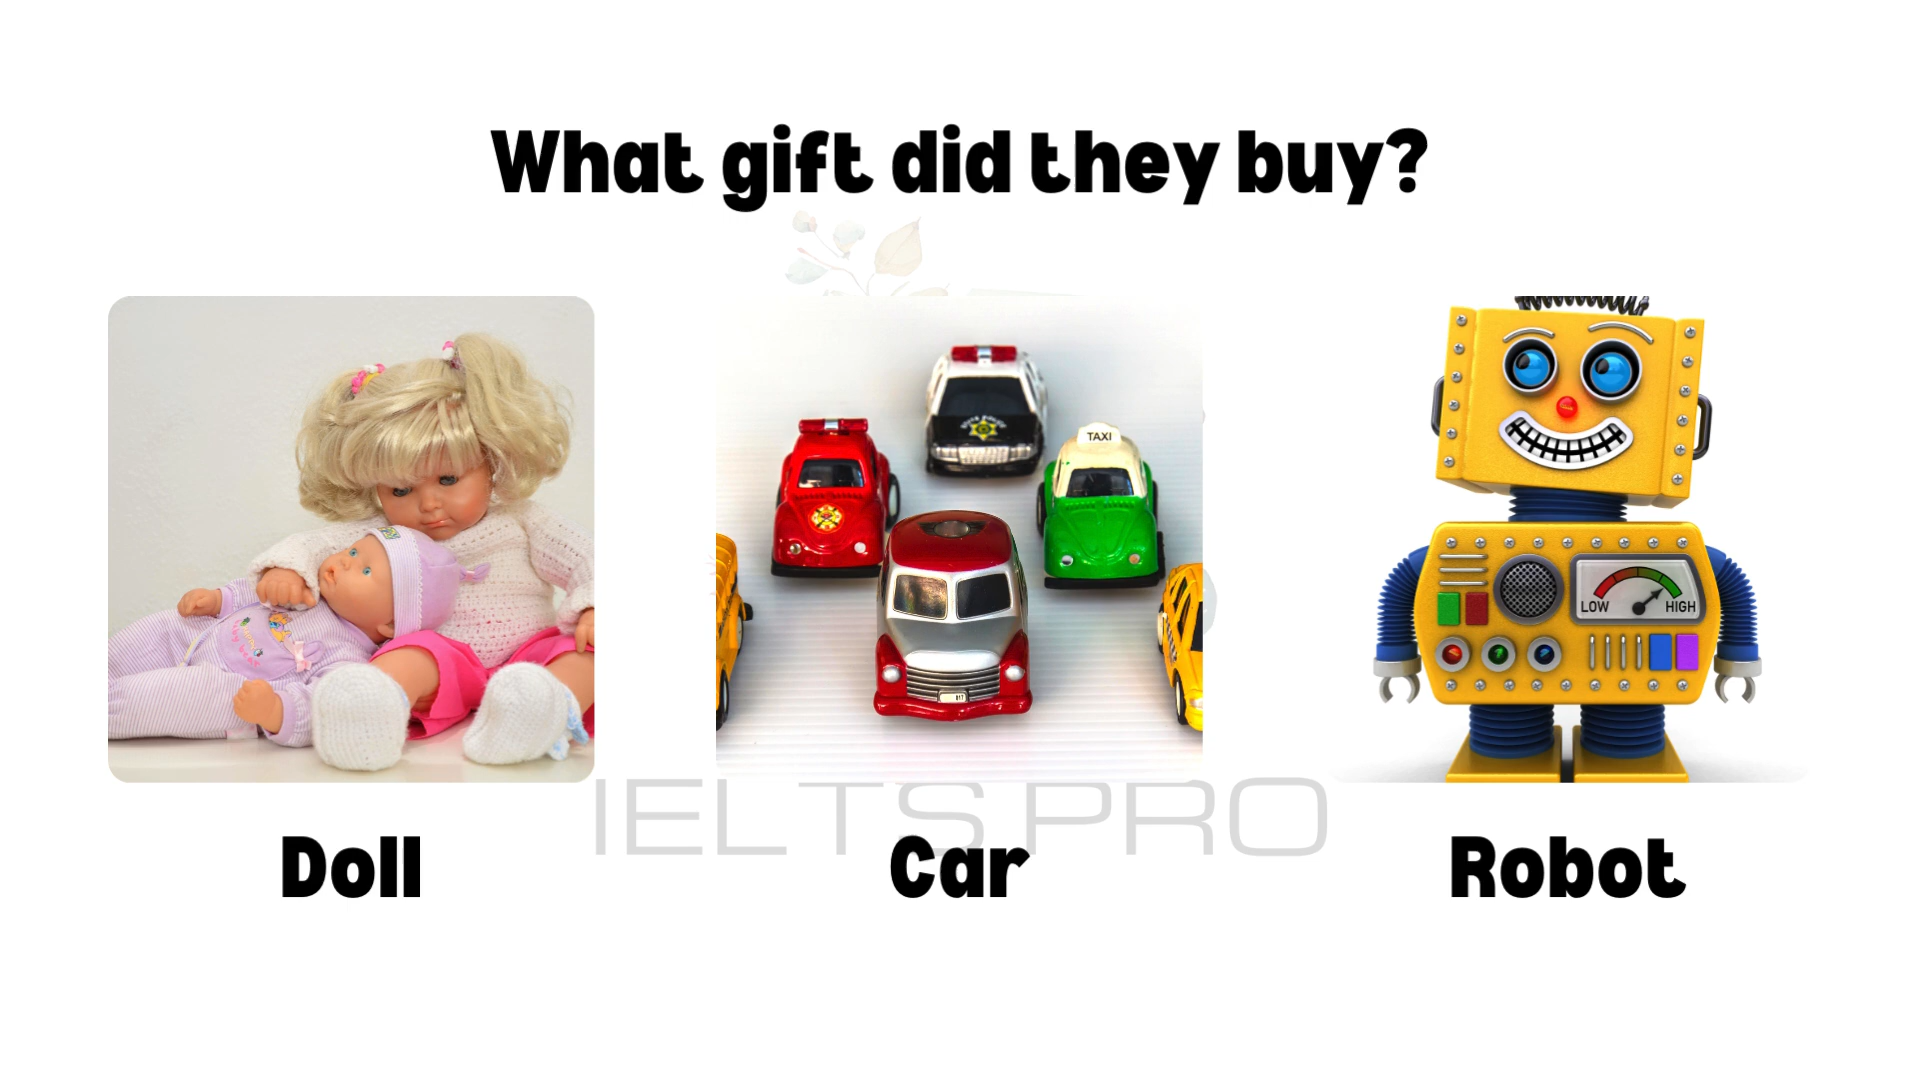 What gift did they buy?
TAXI
LOW HIGH
IELTS PRO
Doll
Car
Robot